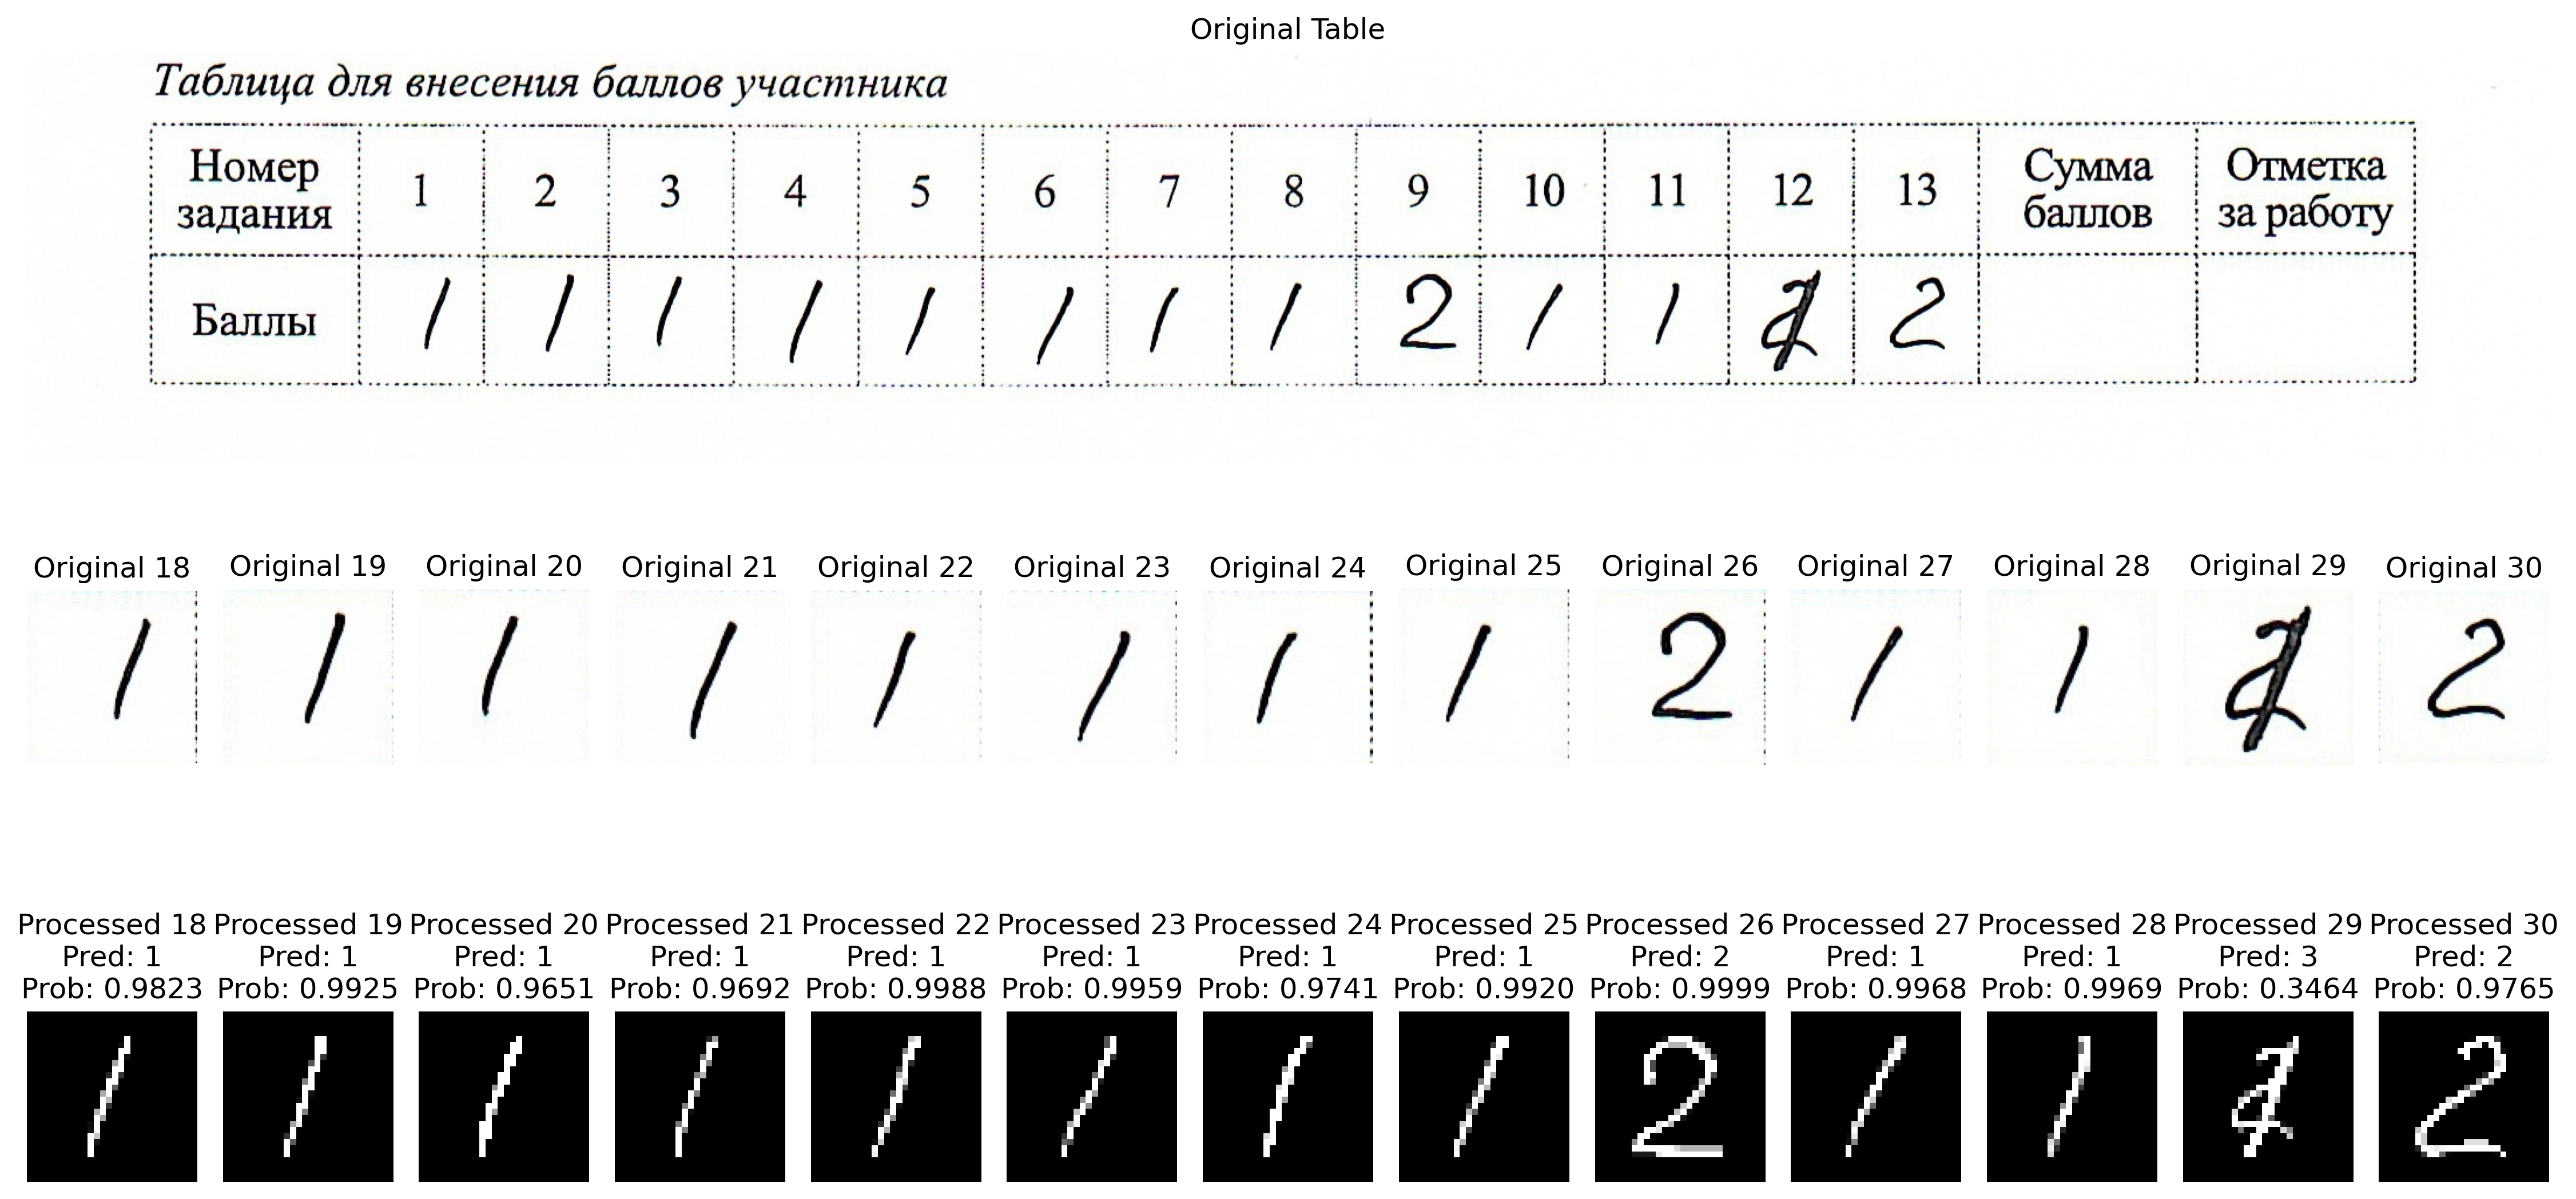 Original Table
Таблица для внесения баллов участника
Номер задания 1 2 3 4 5 6 7 8 9 10 11 12 13 Сумма баллов Отметка за работу
Баллы 1 1 1 1 1 1 1 1 2 1 1 2
Original 18 Original 19 Original 20 Original 21 Original 22 Original 23 Original 24 Original 25 Original 26 Original 27 Original 28 Original 29 Original 30
1 1 1 1 1 1 1 1 2 1 1 2
Processed 18 Processed 19 Processed 20 Processed 21 Processed 22 Processed 23 Processed 24 Processed 25 Processed 26 Processed 27 Processed 28 Processed 29 Processed 30
Pred: 1 Pred: 1 Pred: 1 Pred: 1 Pred: 1 Pred: 1 Pred: 1 Pred: 1 Pred: 2 Pred: 1 Pred: 1 Pred: 3 Pred: 2
Prob: 0.9823 Prob: 0.9925 Prob: 0.9651 Prob: 0.9692 Prob: 0.9988 Prob: 0.9959 Prob: 0.9741 Prob: 0.9920 Prob: 0.9999 Prob: 0.9968 Prob: 0.9969 Prob: 0.3464 Prob: 0.9765
1 1 1 1 1 1 1 1 2 1 1 2